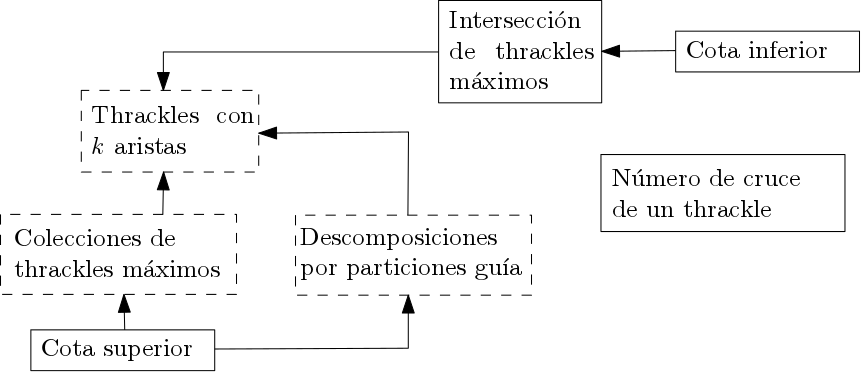 Intersección
de thrackles
máximos
Cota inferior
Thrackles con
k aristas
Número de cruce
de un thrackle
Colecciones de
thrackles máximos
Descomposiciones
por particiones guía
Cota superior